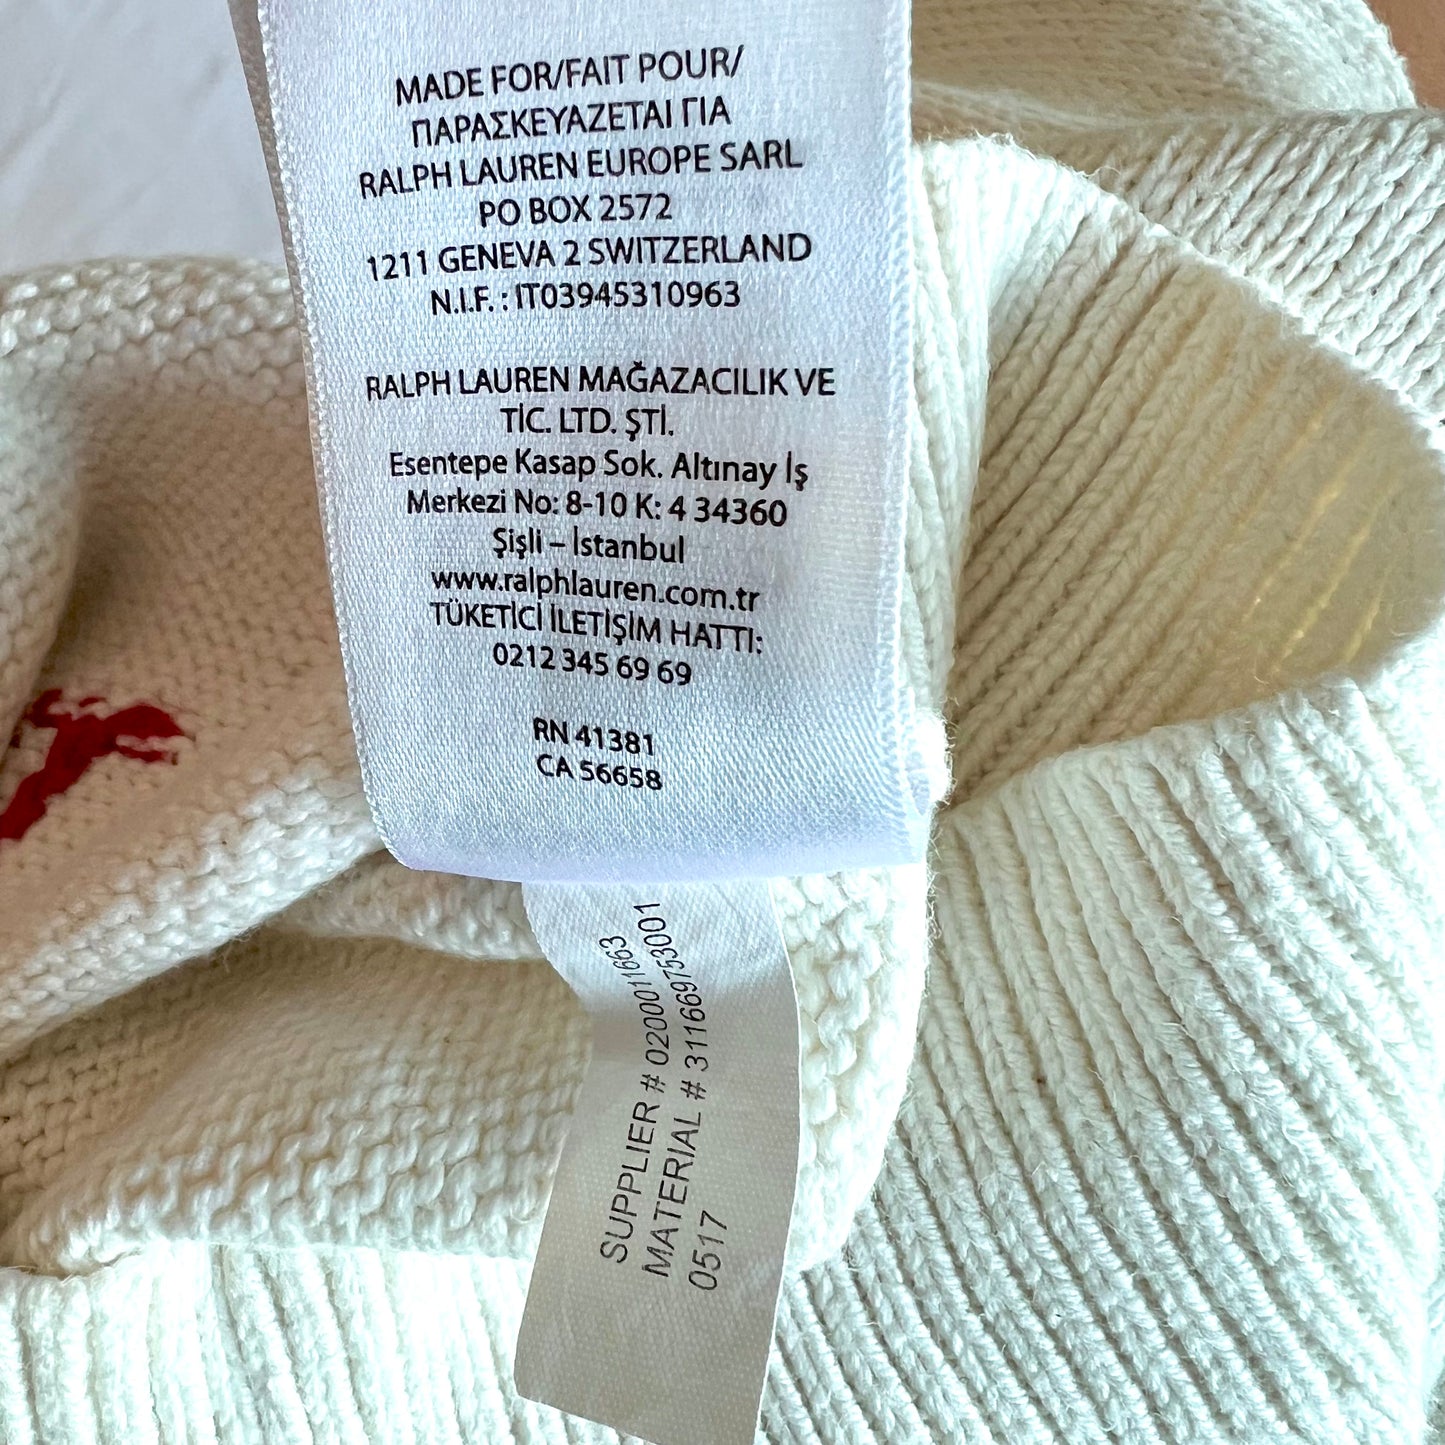 MADE FOR/FAIT POUR/
ΠΑΡΑΣΚΕΥΑΖΕΤΑΙ ΓΙΑ
RALPH LAUREN EUROPE SARL
PO BOX 2572
1211 GENEVA 2 SWITZERLAND
N.I.F. : IT03945310963
RALPH LAUREN MAĞAZACILIK VE
TİC. LTD. ŞTİ.
Esentepe Kasap Sok. Altınay İş
Merkezi No: 8-10 K: 4 34360
Şişli – İstanbul
www.ralphlauren.com.tr
TÜKETİCİ İLETİŞİM HATTI:
0212 345 69 69
RN 41381
CA 56658
SUPPLIER # 0200011663
MATERIAL # 311669753001
0517